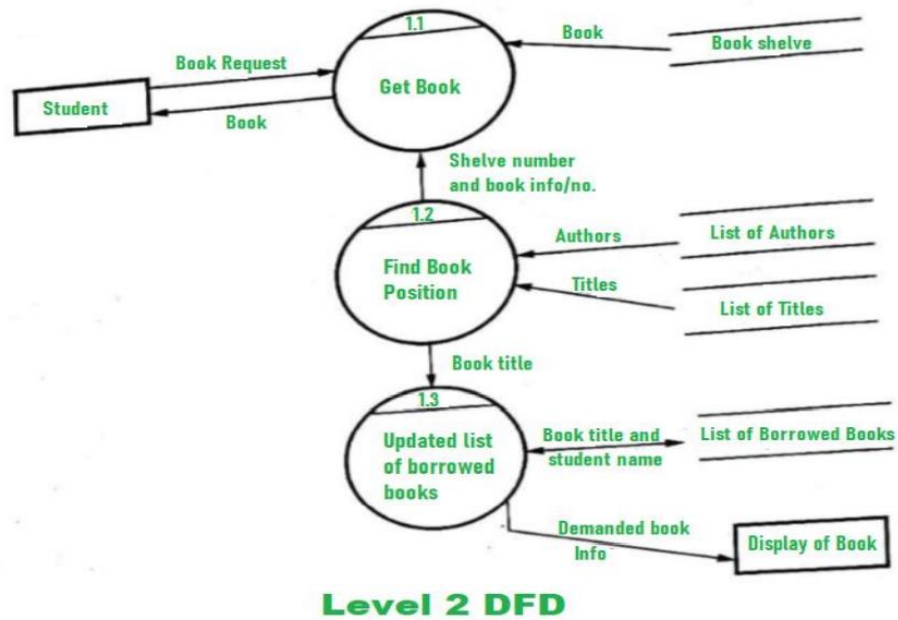 1.1
Book
Book shelve
Book Request
Get Book
Student
Book
Shelve number
and book info/no.
1.2
Authors
List of Authors
Find Book
Position
Titles
List of Titles
Book title
1.3
Updated list
of borrowed
books
Book title and
student name
List of Borrowed Books
Demanded book
Info
Display of Book
Level 2 DFD